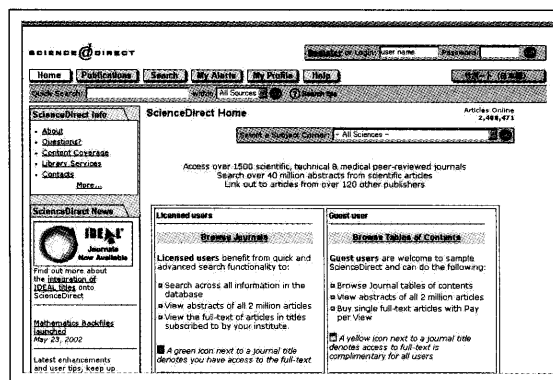 SCIENCE @ DIRECT
Register or Login: user name Password:
Home Publications Search My Alerts My Profile Help サポート (日本語)
Quick Search: within All Sources Search tips
ScienceDirect Info
About
Questions?
Content Coverage
Library Services
Contacts
More...
ScienceDirect News
IDEAL
Journals
Now Available
Find out more about
the integration of
IDEAL titles onto
ScienceDirect
Mathematics Backfiles
launched
May 23, 2002
Latest enhancements
and user tips, keep up
ScienceDirect Home
Articles Online
2,488,471
Select a Subject Corner: - All Sciences -
Access over 1500 scientific, technical & medical peer-reviewed journals
Search over 40 million abstracts from scientific articles
Link out to articles from over 120 other publishers
Licensed users
Browse Journals
Licensed users benefit from quick and
advanced search functionality to:
Search across all information in the
database
View abstracts of all 2 million articles
View the full-text of articles in titles
subscribed to by your institute.
A green icon next to a journal title
denotes you have access to the full-text
Guest user
Browse Tables of Contents
Guest users are welcome to sample
ScienceDirect and can do the following:
Browse Journal tables of contents
View abstracts of all 2 million articles
Buy single full-text articles with Pay
per View
A yellow icon next to a journal title
denotes access to full-text is
complimentary for all users